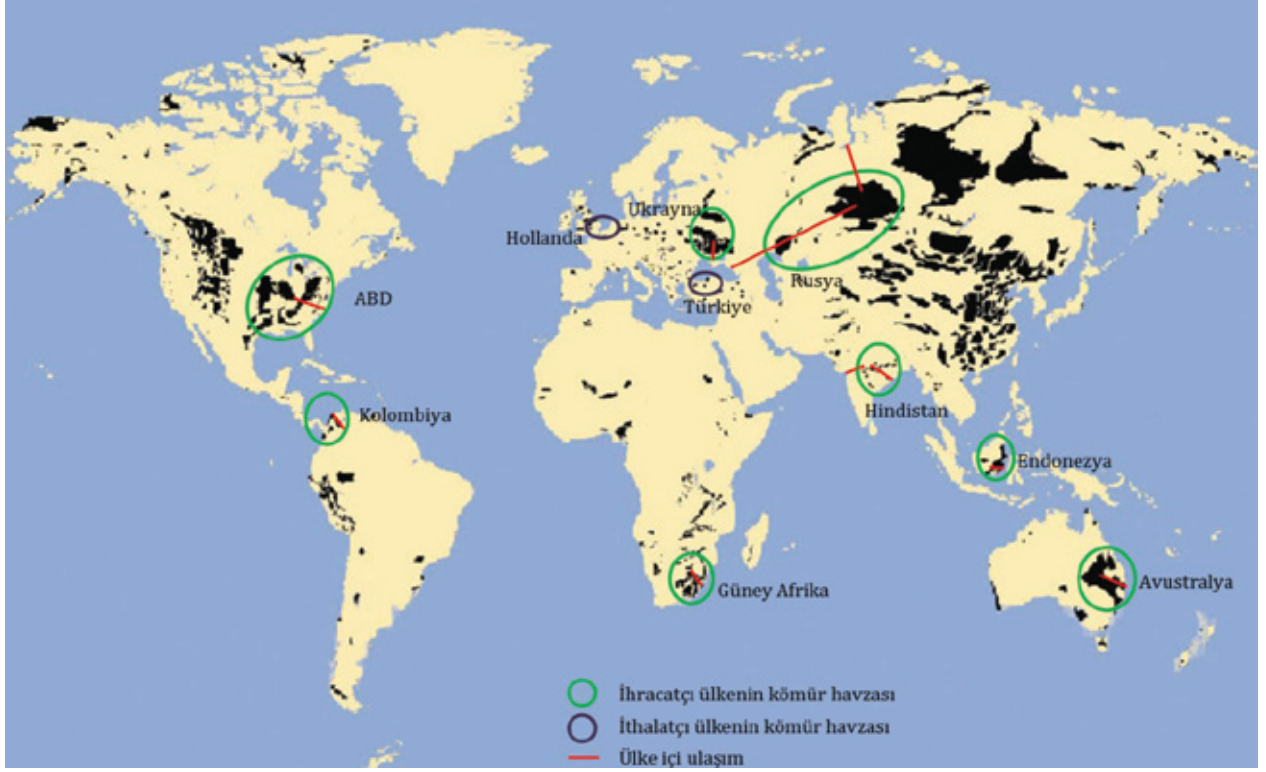 Ukrayna
Hollanda
Rusya
ABD
Türkiye
Kolombiya
Hindistan
Endonezya
Avustralya
Güney Afrika
İhracatçı ülkenin kömür havzası
İthalatçı ülkenin kömür havzası
Ülke içi ulaşım